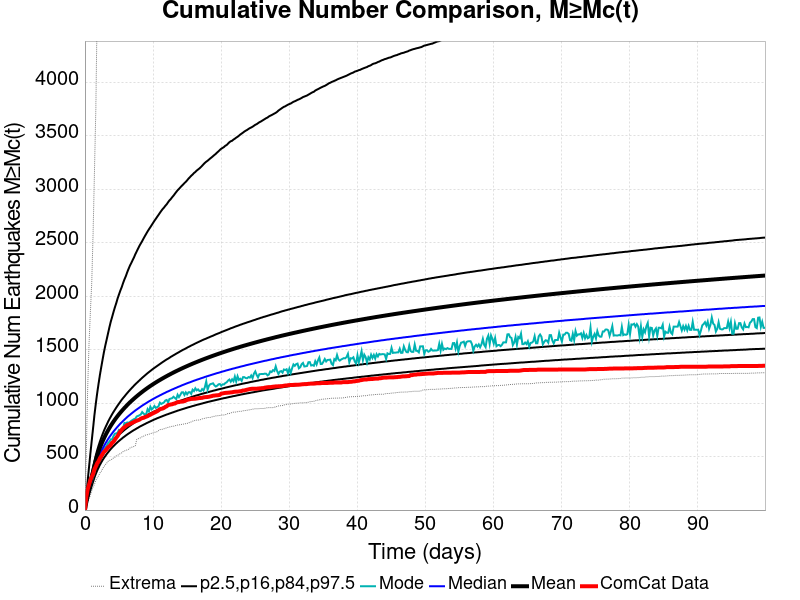 Cumulative Number Comparison, M≥Mc(t)
Cumulative Num Earthquakes M≥Mc(t)
4000
3500
3000
2500
2000
1500
1000
500
0
0 10 20 30 40 50 60 70 80 90
Time (days)
Extrema p2.5,p16,p84,p97.5 Mode Median Mean ComCat Data